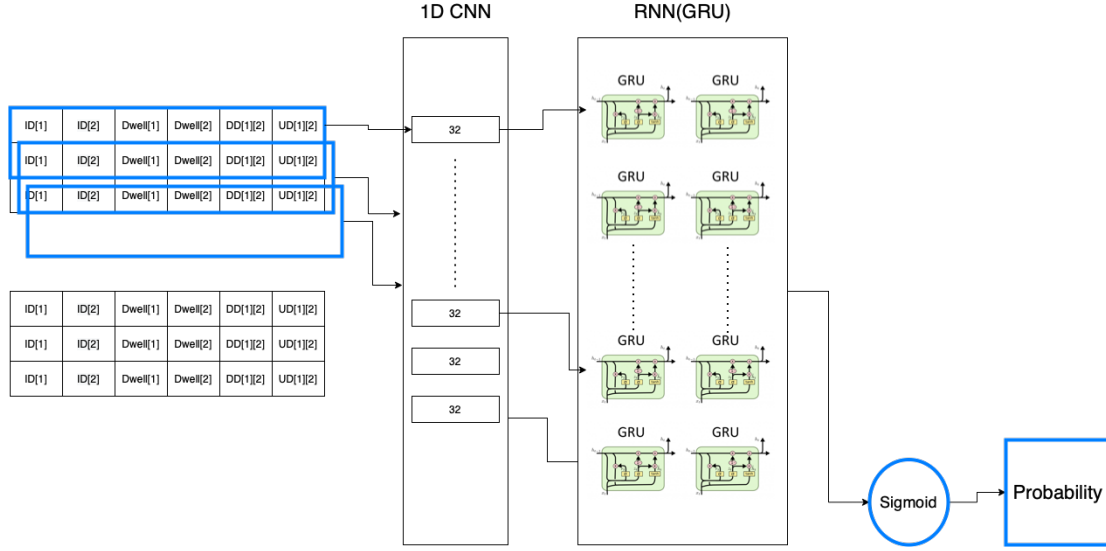 1D CNN
RNN(GRU)
ID[1] ID[2] Dwell[1] Dwell[2] DD[1][2] UD[1][2]
ID[1] ID[2] Dwell[1] Dwell[2] DD[1][2] UD[1][2]
ID[1] ID[2] Dwell[1] Dwell[2] DD[1][2] UD[1][2]
ID[1] ID[2] Dwell[1] Dwell[2] DD[1][2] UD[1][2]
ID[1] ID[2] Dwell[1] Dwell[2] DD[1][2] UD[1][2]
ID[1] ID[2] Dwell[1] Dwell[2] DD[1][2] UD[1][2]
32
32
32
32
GRU GRU
GRU GRU
GRU GRU
GRU GRU
Sigmoid
Probability